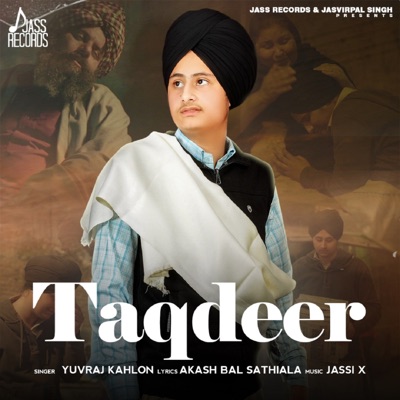 JASS RECORDS & JASVIRPAL SINGH
PRESENTS
JASS
RECORDS
Taqdeer
SINGER YUVRAJ KAHLON LYRICS AKASH BAL SATHIALA MUSIC JASSI X